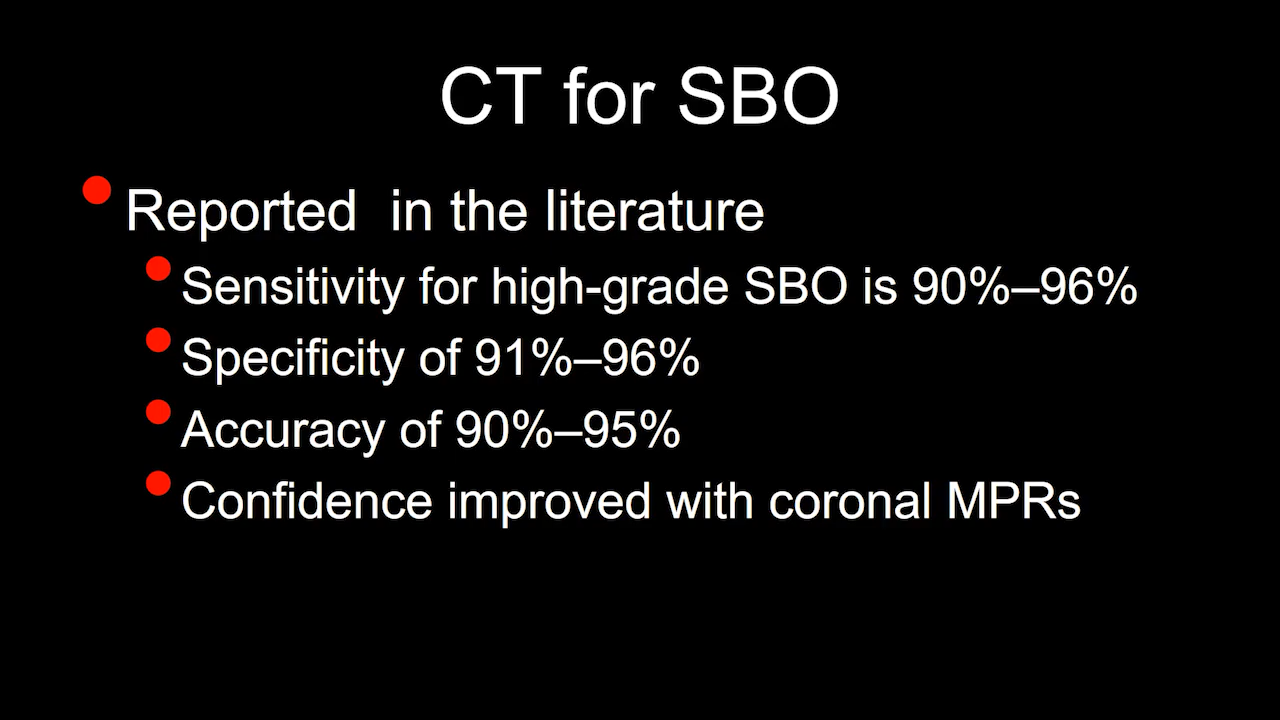 CT for SBO
Reported  in the literature
Sensitivity for high-grade SBO is 90%–96%
Specificity of 91%–96%
Accuracy of 90%–95%
Confidence improved with coronal MPRs